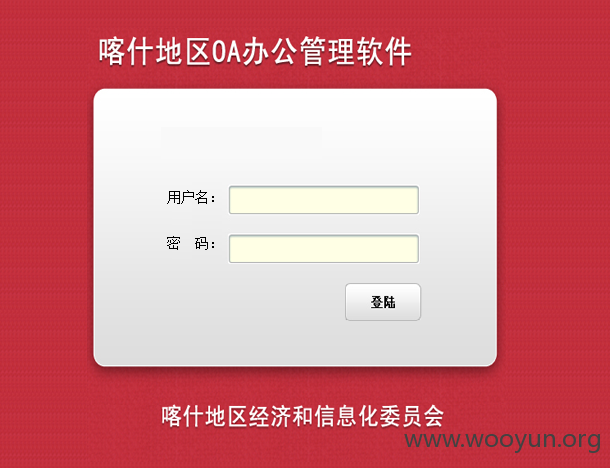 喀什地区OA办公管理软件
用户名：
密 码：
登陆
喀什地区经济和信息化委员会
www.wooyun.org